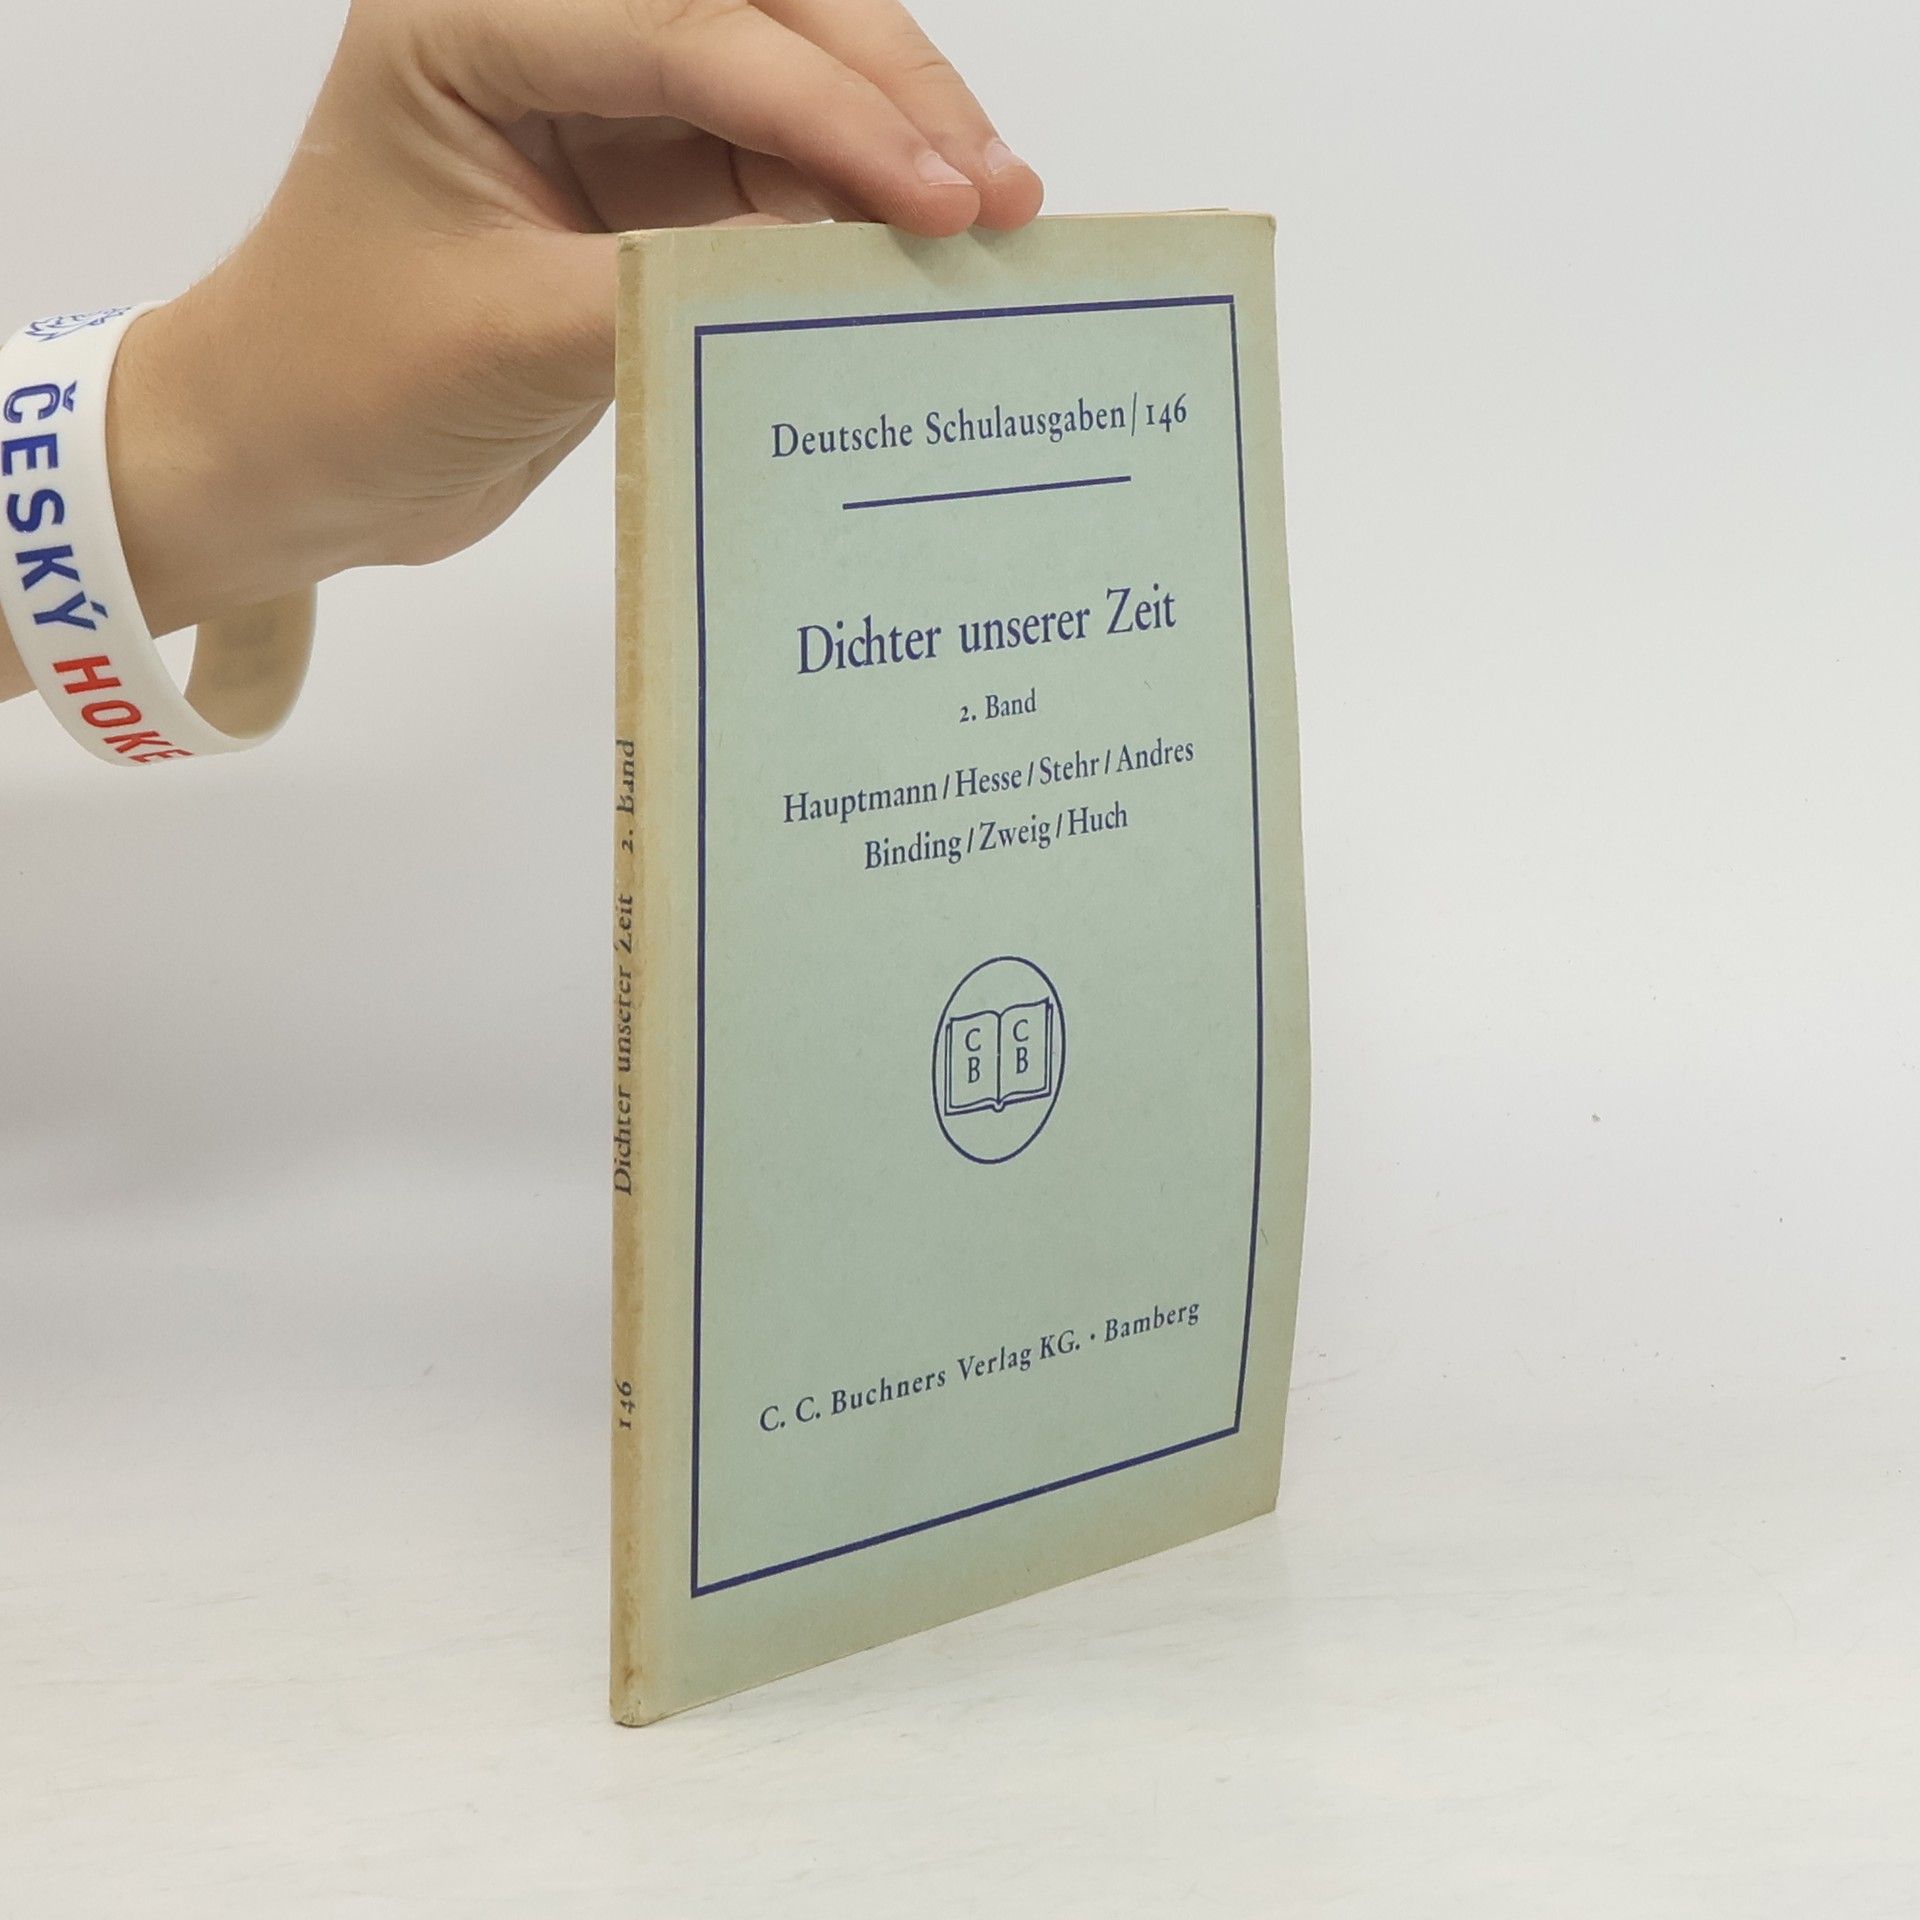 ČESKÝ HOKE
Deutsche Schulausgaben/146
Dichter unserer Zeit
2. Band
Hauptmann/Hesse/Stehr/Andres
Binding/Zweig/Huch
C C
B B
C. C. Buchners Verlag KG. · Bamberg
146 Dichter unserer Zeit 2. Band